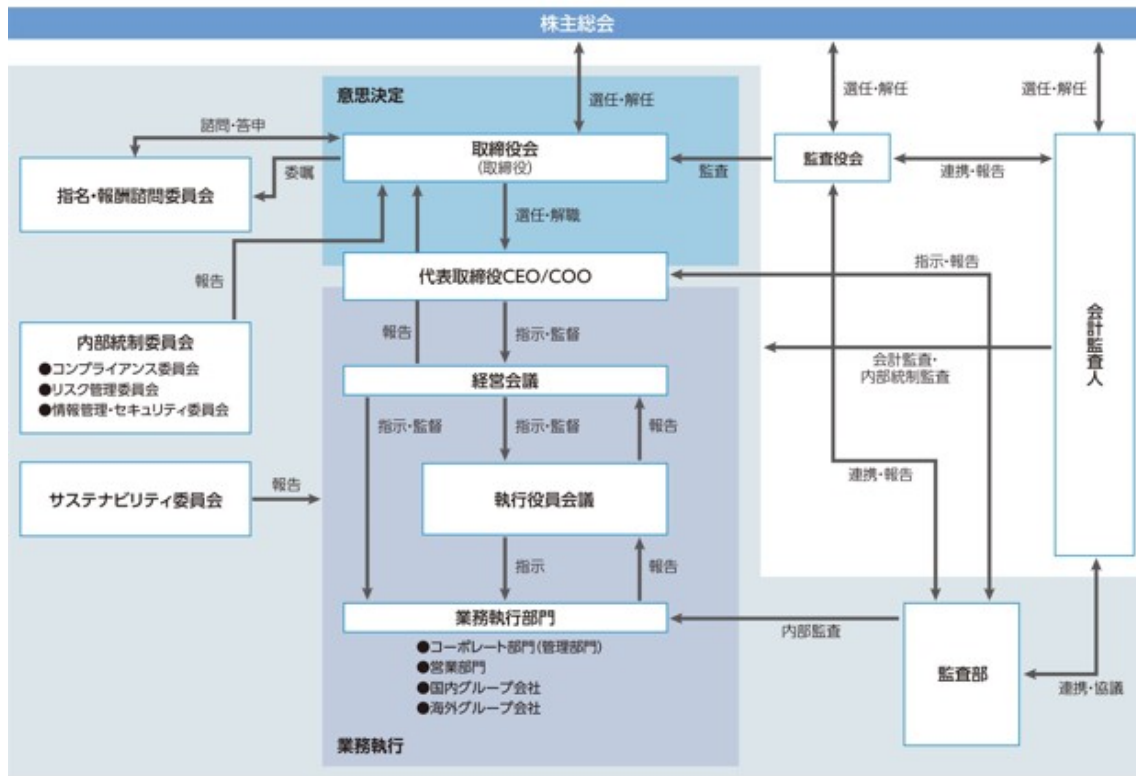 株主総会
意思決定
選任・解任
選任・解任
選任・解任
諮問・答申
取締役会
(取締役)
監査役会
委嘱
監査
連携・報告
指名・報酬諮問委員会
選任・解職
代表取締役CEO/COO
指示・報告
報告
内部統制委員会
●コンプライアンス委員会
●リスク管理委員会
●情報管理・セキュリティ委員会
報告
指示・監督
会計監査人
会計監査・
内部統制監査
経営会議
指示・監督
指示・監督
報告
サステナビリティ委員会
報告
執行役員会議
連携・報告
指示
報告
業務執行部門
内部監査
●コーポレート部門(管理部門)
●営業部門
●国内グループ会社
●海外グループ会社
監査部
連携・協議
業務執行